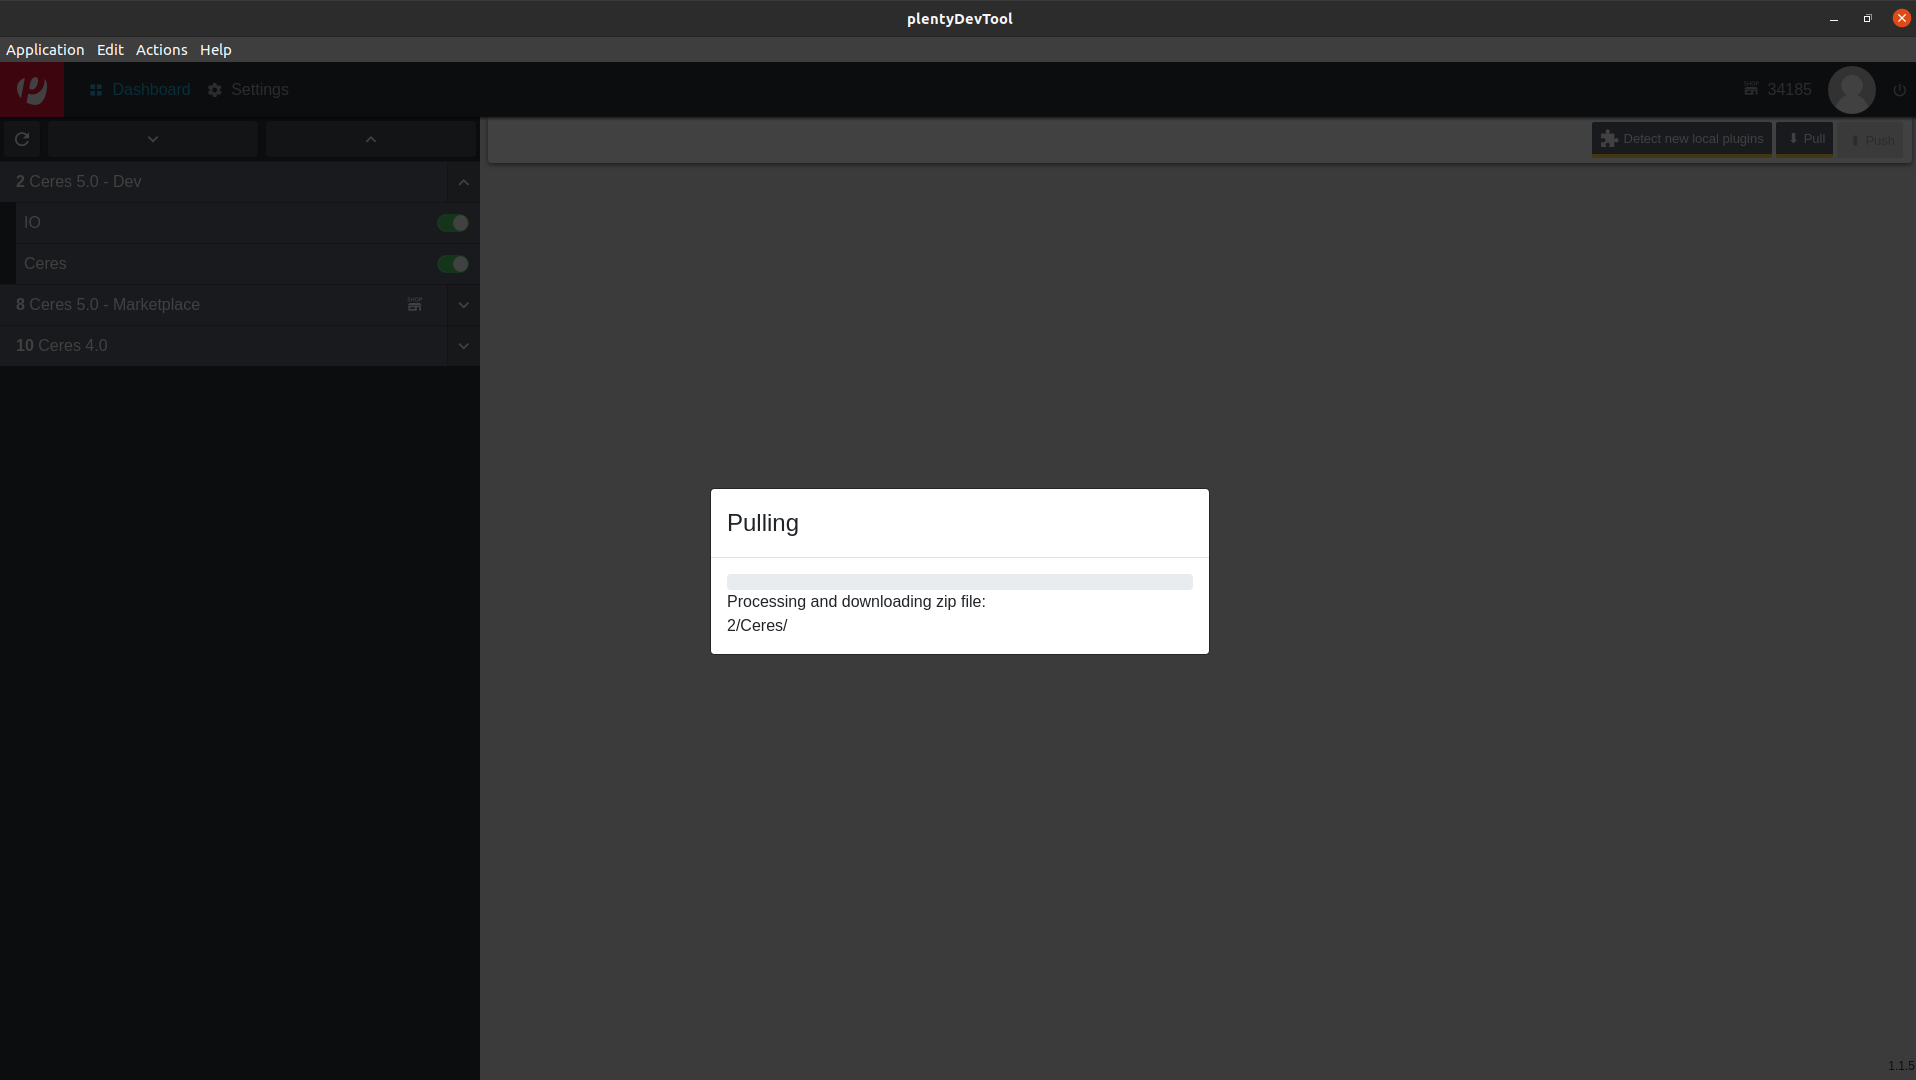 plentyDevTool
Application Edit Actions Help
Dashboard Settings
SHOP 34185
Detect new local plugins Pull Push
2 Ceres 5.0 - Dev
IO
Ceres
8 Ceres 5.0 - Marketplace SHOP
10 Ceres 4.0
Pulling
Processing and downloading zip file:
2/Ceres/
1.1.5